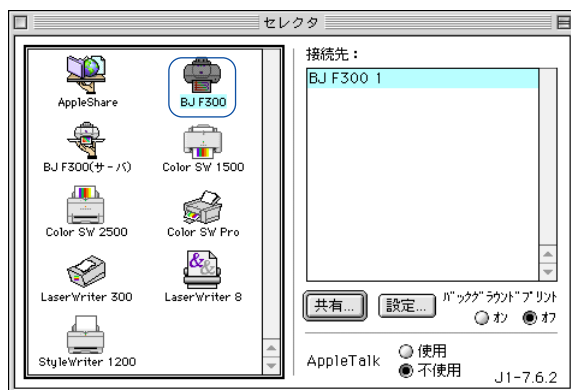 セレクタ
AppleShare
BJ F300
BJ F300(サーバ)
Color SW 1500
Color SW 2500
Color SW Pro
LaserWriter 300
LaserWriter 8
StyleWriter 1200
接続先：
BJ F300 1
共有...
設定...
バックグラウンドプリント
オン
オフ
AppleTalk
使用
不使用
J1-7.6.2